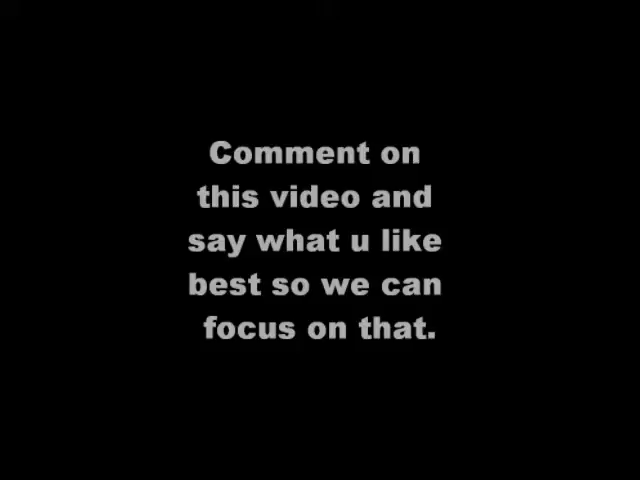 Comment on
this video and
say what u like
best so we can
focus on that.